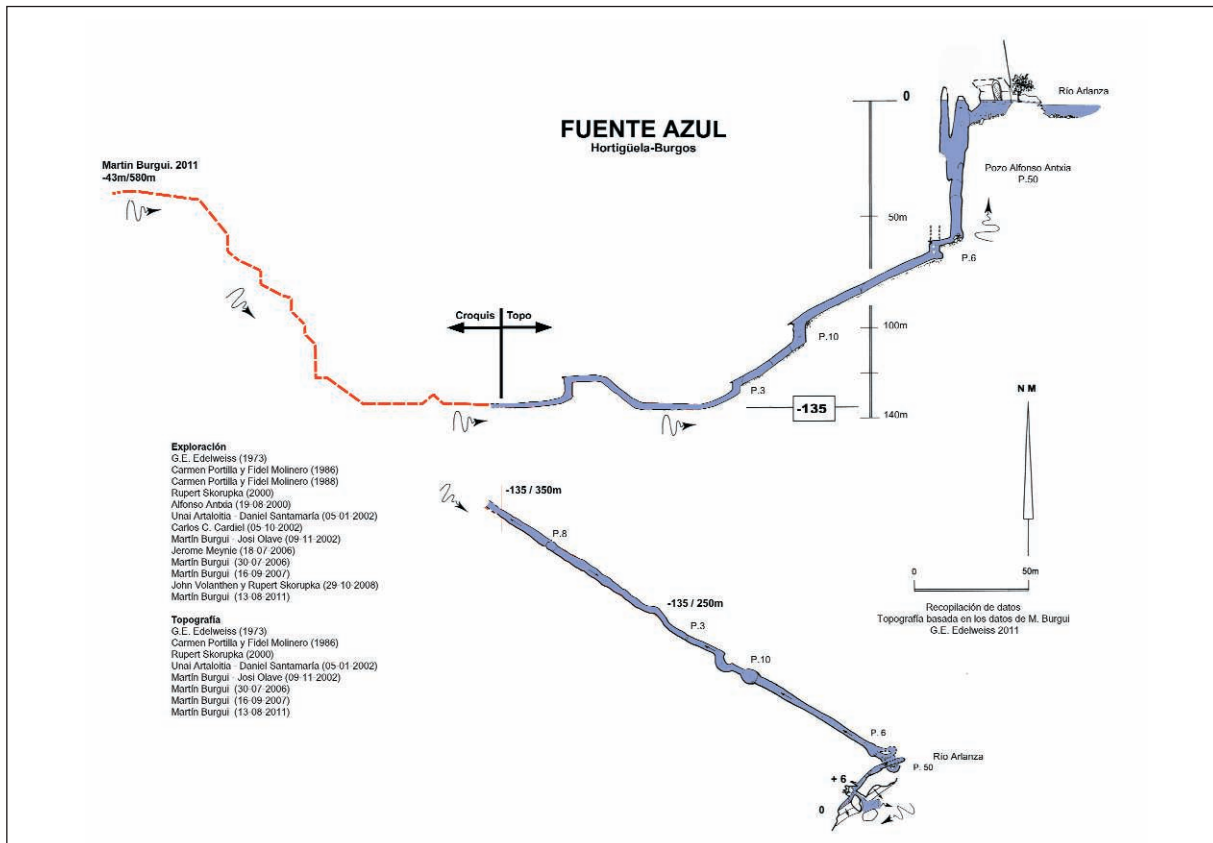 FUENTE AZUL
Hortigüela-Burgos
0
Río Arlanza
Martín Burgui. 2011
-43m/580m
Pozo Alfonso Antxia
P.50
50m
P.6
Croquis
Topo
100m
P.10
P.3
-135
140m
N M
Exploración
G.E. Edelweiss (1973)
Carmen Portilla y Fidel Molinero (1986)
Carmen Portilla y Fidel Molinero (1988)
Rupert Skorupka (2000)
Alfonso Antxia (19-08-2000)
Unai Artaloitia - Daniel Santamaría (05-01-2002)
Carlos C. Cardiel (05-10-2002)
Martín Burgui - Josi Olave (09-11-2002)
Jerome Meynie (18-07-2006)
Martín Burgui (30-07-2006)
Martín Burgui (16-09-2007)
John Volanthen y Rupert Skorupka (29-10-2008)
Martín Burgui (13-08-2011)
Topografía
G.E. Edelweiss (1973)
Carmen Portilla y Fidel Molinero (1986)
Rupert Skorupka (2000)
Unai Artaloitia - Daniel Santamaría (05-01-2002)
Martín Burgui - Josi Olave (09-11-2002)
Martín Burgui (30-07-2006)
Martín Burgui (16-09-2007)
Martín Burgui (13-08-2011)
-135 / 350m
P.8
-135 / 250m
P.3
P.10
P. 6
Río Arlanza
P. 50
+ 6
0
0
50m
Recopilación de datos
Topografía basada en los datos de M. Burgui
G.E. Edelweiss 2011